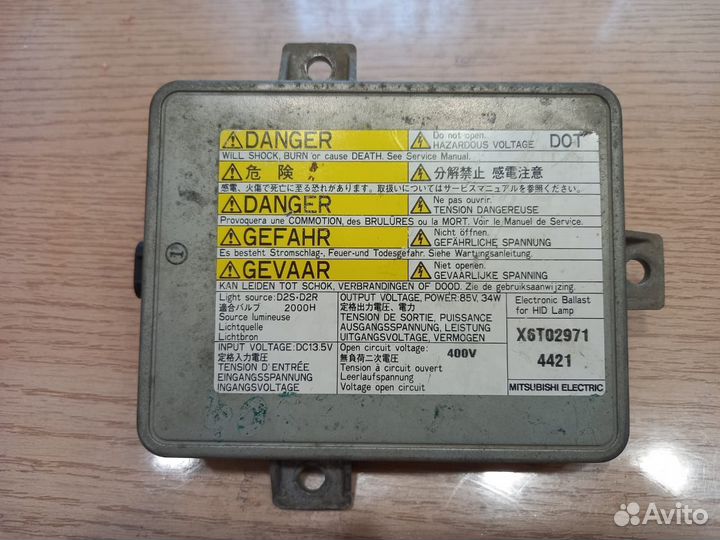 DANGER
Do not open.
HAZARDOUS VOLTAGE
DOT
WILL SHOCK, BURN or cause DEATH. See Service Manual.
危険
分解禁止 感電注意
感電、火傷で死亡に至る恐れがあります。取扱いについてはサービスマニュアルを参照ください。
DANGER
Ne pas ouvrir.
TENSION DANGEREUSE
Provoquera une COMMOTION, des BRULÛRES ou la MORT. Voir le Manuel de Service.
GEFAHR
Nicht öffnen.
GEFÄHRLICHE SPANNUNG
Es besteht Stromschlag-, Feuer-und Todesgefahr. Siehe Wartungsanleitung.
GEVAAR
Niet openen.
GEVAARLIJKE SPANNING
KAN LEIDEN TOT SCHOK, VERBRANDINGEN OF DOOD. Zie de gebruiksaanwijzing.
Light source: D2S·D2R
適合バルブ 2000H
Source lumineuse
Lichtquelle
Lichtbron
OUTPUT VOLTAGE, POWER: 85V, 34W
定格出力電圧、電力
TENSION DE SORTIE, PUISSANCE
AUSGANGSSPANNUNG, LEISTUNG
UITGANGSSPANNING, VERMOGEN
Electronic Ballast
for HID Lamp
X6T02971
4421
MITSUBISHI ELECTRIC
INPUT VOLTAGE: DC13.5V
定格入力電圧
TENSION D'ENTRÉE
EINGANGSSPANNUNG
INGANGSVOLTAGE
Open circuit voltage: 400V
無負荷二次電圧
Tension à circuit ouvert
Leerlaufspannung
Voltage open circuit
1
Avito